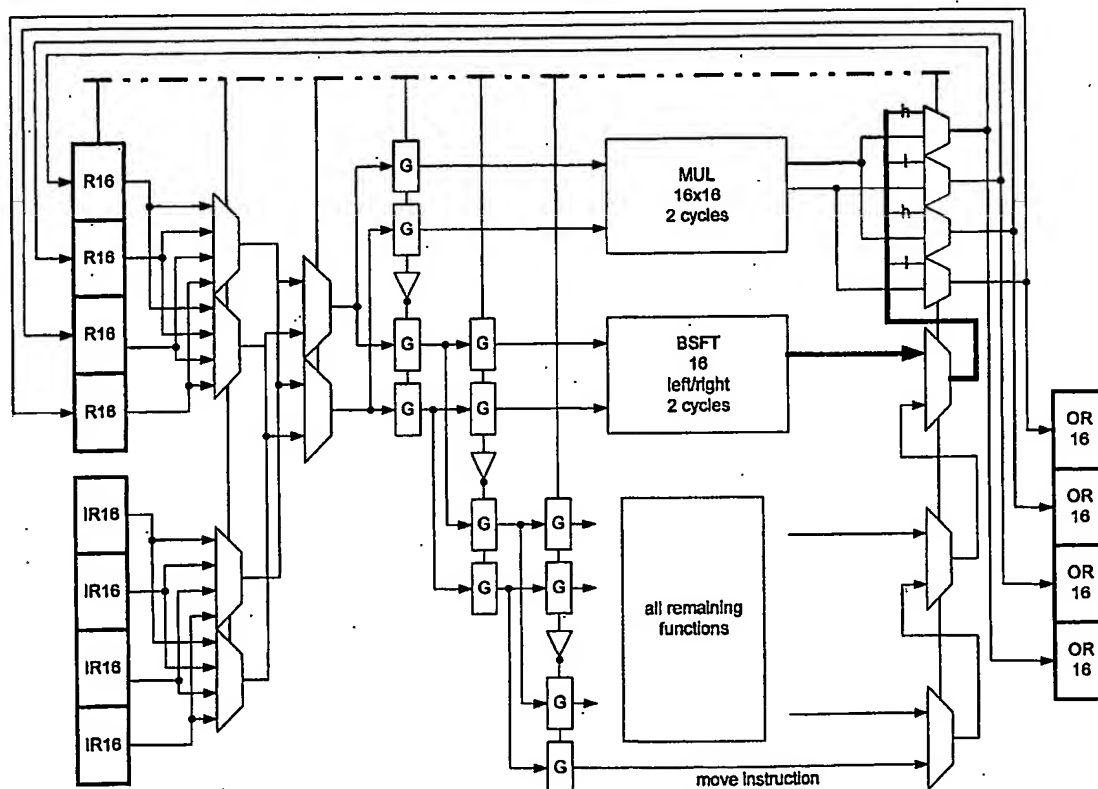 R16
R16
R16
R16
IR16
IR16
IR16
IR16
G
G
G
G
G
G
G
G
G
G
G
G
MUL
16x16
2 cycles
BSFT
16
left/right
2 cycles
all remaining
functions
move instruction
h
l
h
l
OR
16
OR
16
OR
16
OR
16